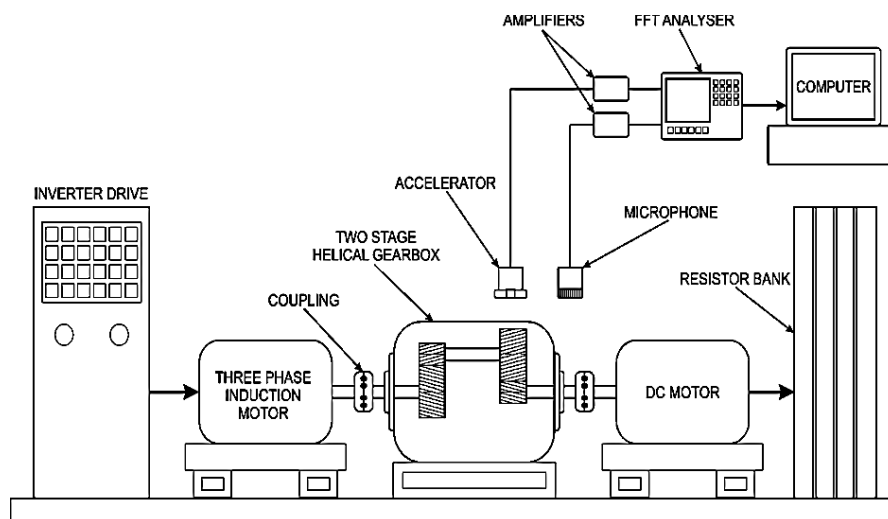 AMPLIFIERS
FFT ANALYSER
COMPUTER
ACCELERATOR
INVERTER DRIVE
MICROPHONE
TWO STAGE
HELICAL GEARBOX
RESISTOR BANK
COUPLING
THREE PHASE
INDUCTION
MOTOR
DC MOTOR